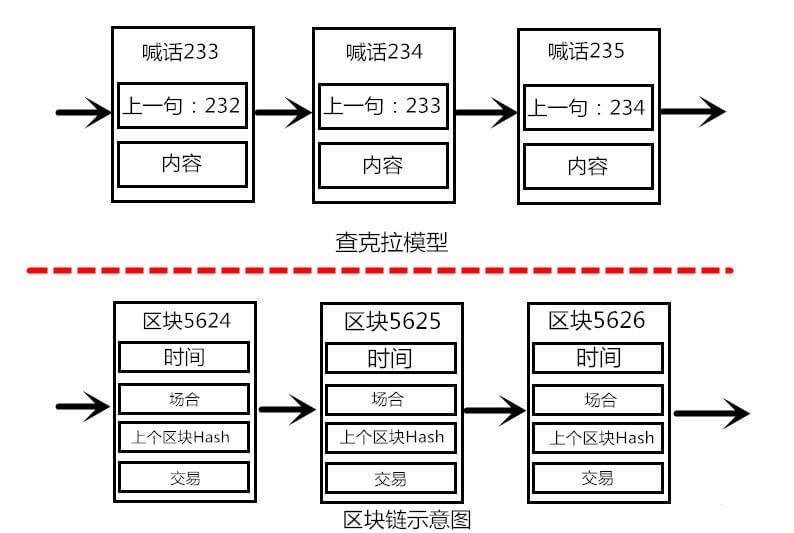 喊话233 喊话234 喊话235
上一句：232 上一句：233 上一句：234
内容 内容 内容
查克拉模型
区块5624 区块5625 区块5626
时间 时间 时间
场合 场合 场合
上个区块Hash 上个区块Hash 上个区块Hash
交易 交易 交易
区块链示意图